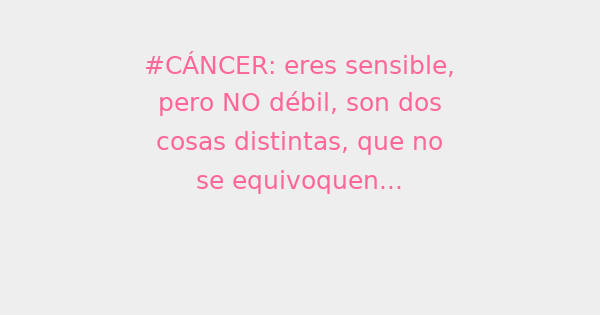 #CÁNCER: eres sensible,
pero NO débil, son dos
cosas distintas, que no
se equivoquen...